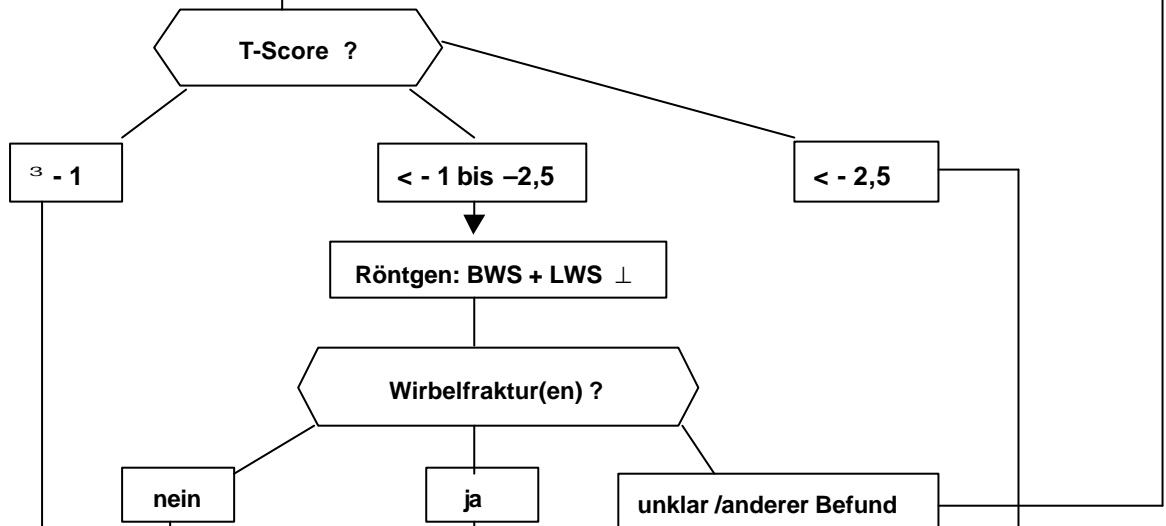 T-Score ?
³ - 1
< - 1 bis –2,5
< - 2,5
Röntgen: BWS + LWS ⊥
Wirbelfraktur(en) ?
nein
ja
unklar /anderer Befund